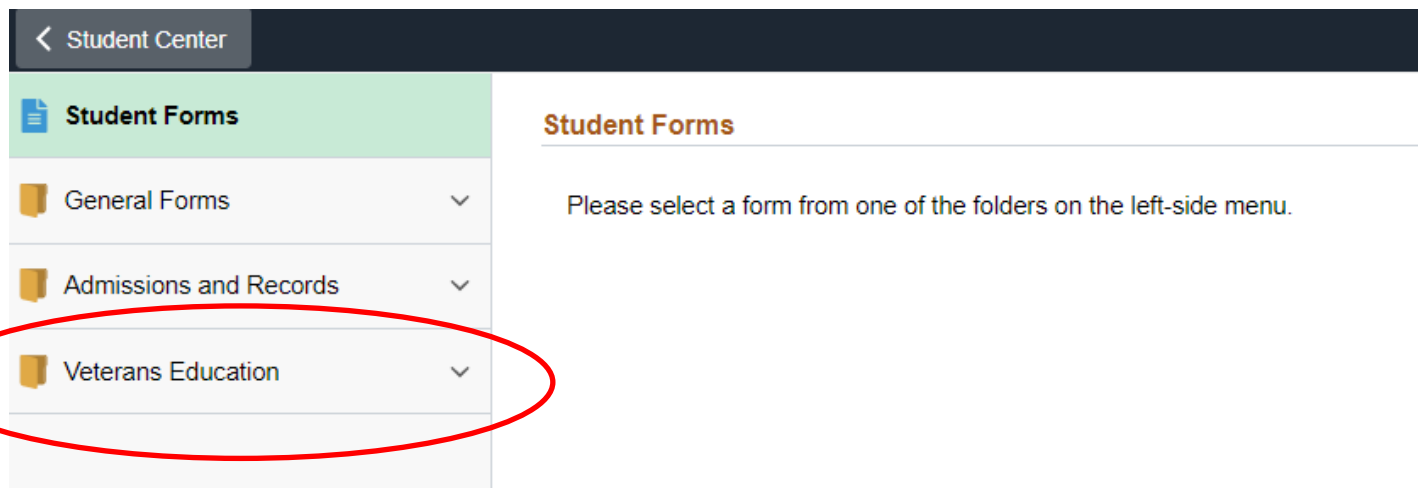 Student Center
Student Forms
Student Forms
General Forms
Please select a form from one of the folders on the left-side menu.
Admissions and Records
Veterans Education